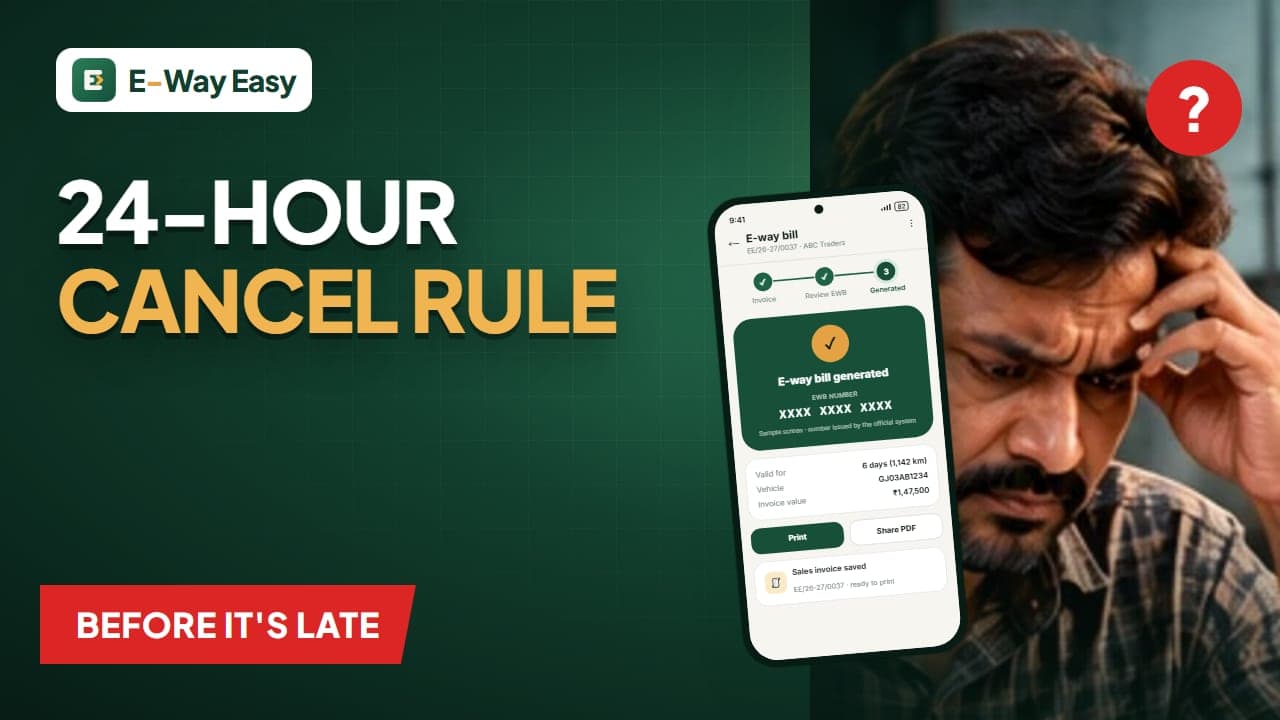 E-Way Easy
24-HOUR
CANCEL RULE
BEFORE IT'S LATE
?
9:41
82
← E-way bill
EE/26-27/0037 · ABC Traders
✓ ✓ 3
Invoice Review EWB Generated
✓
E-way bill generated
EWB NUMBER
XXXX XXXX XXXX
Sample screen · number issued by the official system
Valid for 6 days (1,142 km)
Vehicle GJ03AB1234
Invoice value ₹1,47,500
Print Share PDF
Sales invoice saved
EE/26-27/0037 · ready to print